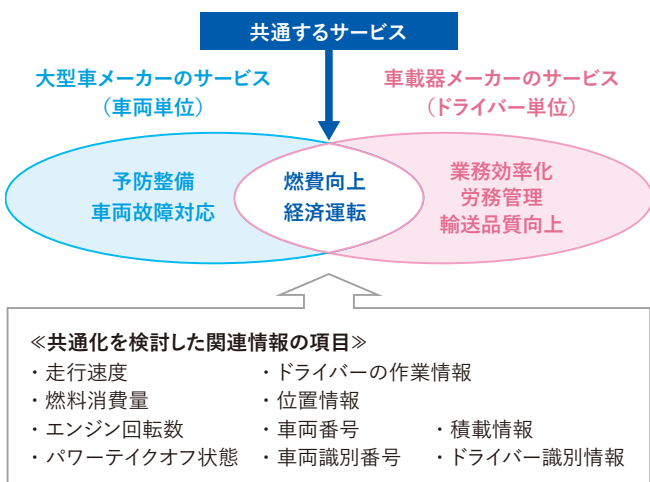 共通するサービス
大型車メーカーのサービス
（車両単位）
車載器メーカーのサービス
（ドライバー単位）
予防整備
車両故障対応
燃費向上
経済運転
業務効率化
労務管理
輸送品質向上
≪共通化を検討した関連情報の項目≫
・走行速度 ・ドライバーの作業情報
・燃料消費量 ・位置情報
・エンジン回転数 ・車両番号 ・積載情報
・パワーテイクオフ状態 ・車両識別番号 ・ドライバー識別情報